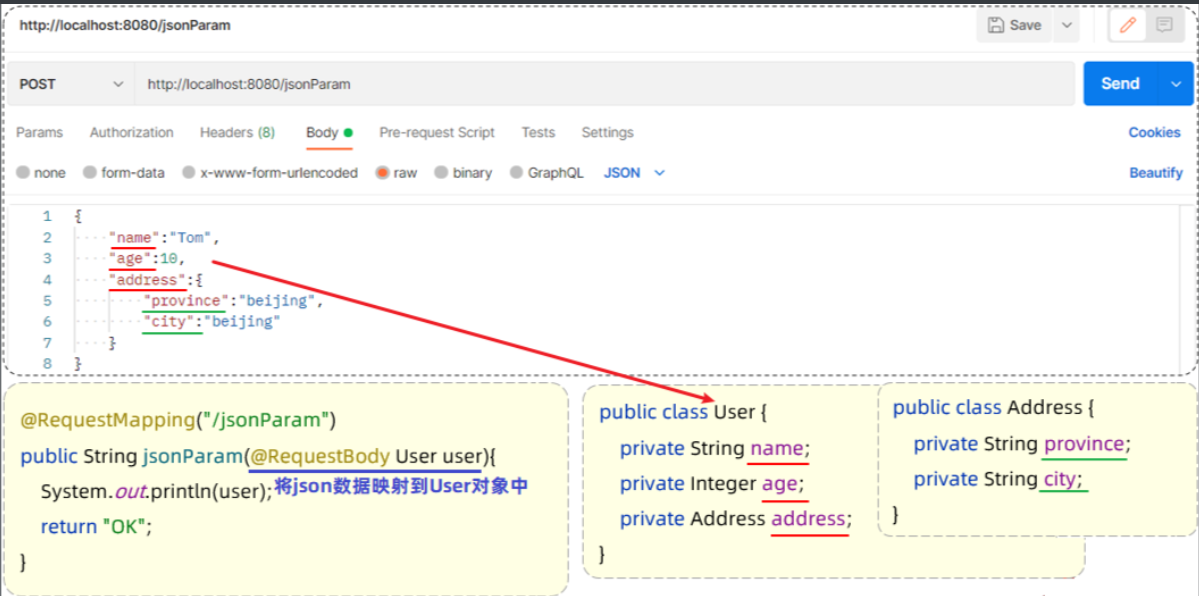 http://localhost:8080/jsonParam Save
POST http://localhost:8080/jsonParam Send
Params Authorization Headers (8) Body Pre-request Script Tests Settings Cookies
none form-data x-www-form-urlencoded raw binary GraphQL JSON Beautify
1 {
2 "name":"Tom",
3 "age":10,
4 "address":{
5 "province":"beijing",
6 "city":"beijing"
7 }
8 }
@RequestMapping("/jsonParam")
public String jsonParam(@RequestBody User user){
System.out.println(user);将json数据映射到User对象中
return "OK";
}
public class User {
private String name;
private Integer age;
private Address address;
}
public class Address {
private String province;
private String city;
}